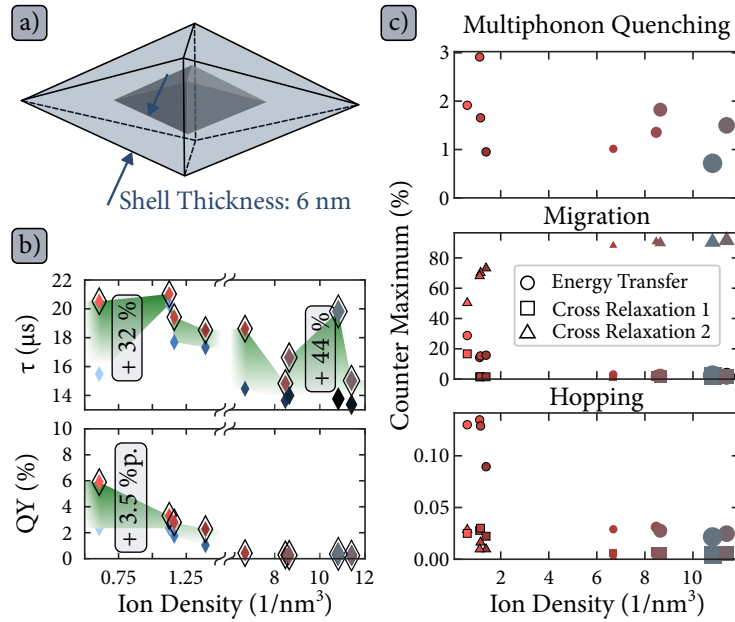 a)
Shell Thickness: 6 nm
b)
22
20
18
16
14
τ (μs)
+ 32 %
+ 44 %
10
8
6
4
2
0
QY (%)
+ 3.5 %p.
0.75
1.25
6
8
10
12
Ion Density (1/nm³)
c)
Multiphonon Quenching
3
2
1
0
Migration
80
60
40
20
0
Energy Transfer
Cross Relaxation 1
Cross Relaxation 2
Counter Maximum (%)
Hopping
0.10
0.05
0.00
2
4
6
8
10
Ion Density (1/nm³)